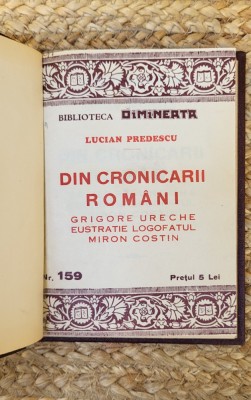 BIBLIOTECA DIMINEAȚA
LUCIAN PREDESCU
DIN CRONICARII
ROMÂNI
GRIGORE URECHE
EUSTRATIE LOGOFATUL
MIRON COSTIN
Nr. 159
Prețul 5 Lei